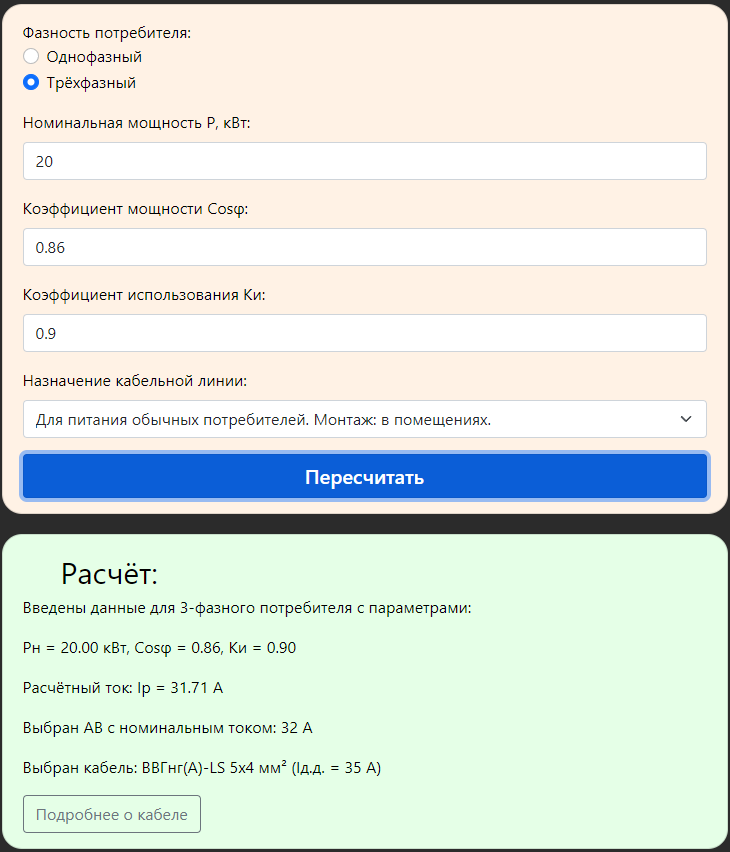 Фазность потребителя:
Однофазный
Трёхфазный
Номинальная мощность P, кВт:
20
Коэффициент мощности Cosφ:
0.86
Коэффициент использования Ки:
0.9
Назначение кабельной линии:
Для питания обычных потребителей. Монтаж: в помещениях.
Пересчитать
Расчёт:
Введены данные для 3-фазного потребителя с параметрами:
Рн = 20.00 кВт, Cosφ = 0.86, Ки = 0.90
Расчётный ток: Iр = 31.71 А
Выбран АВ с номинальным током: 32 А
Выбран кабель: ВВГнг(А)-LS 5x4 мм² (Iд.д. = 35 А)
Подробнее о кабеле